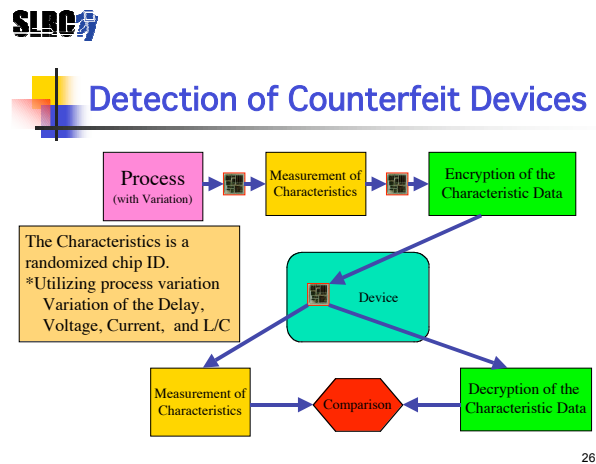 SLRC
Detection of Counterfeit Devices
Process
(with Variation)
Measurement of
Characteristics
Encryption of the
Characteristic Data
The Characteristics is a
randomized chip ID.
*Utilizing process variation
Variation of the Delay,
Voltage, Current, and L/C
Device
Measurement of
Characteristics
Comparison
Decryption of the
Characteristic Data
26